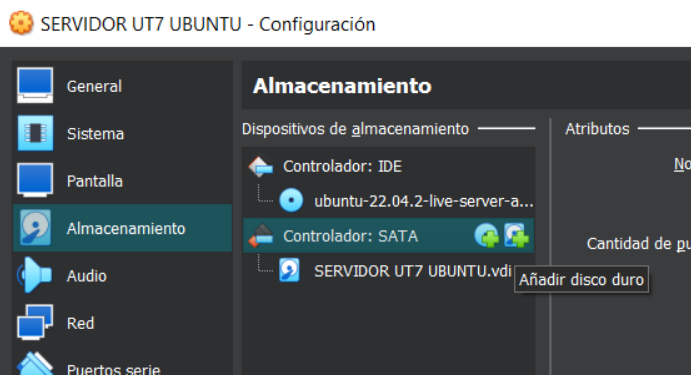 SERVIDOR UT7 UBUNTU - Configuración
General
Sistema
Pantalla
Almacenamiento
Audio
Red
Puertos serie
Almacenamiento
Dispositivos de almacenamiento
Atributos
Controlador: IDE
No
ubuntu-22.04.2-live-server-a...
Controlador: SATA
Cantidad de pu
SERVIDOR UT7 UBUNTU.vdi
Añadir disco duro